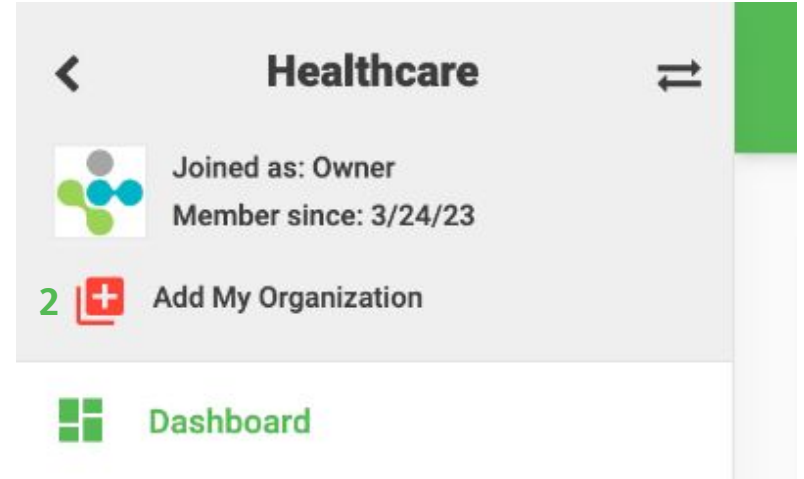 Healthcare
Joined as: Owner
Member since: 3/24/23
2 Add My Organization
Dashboard